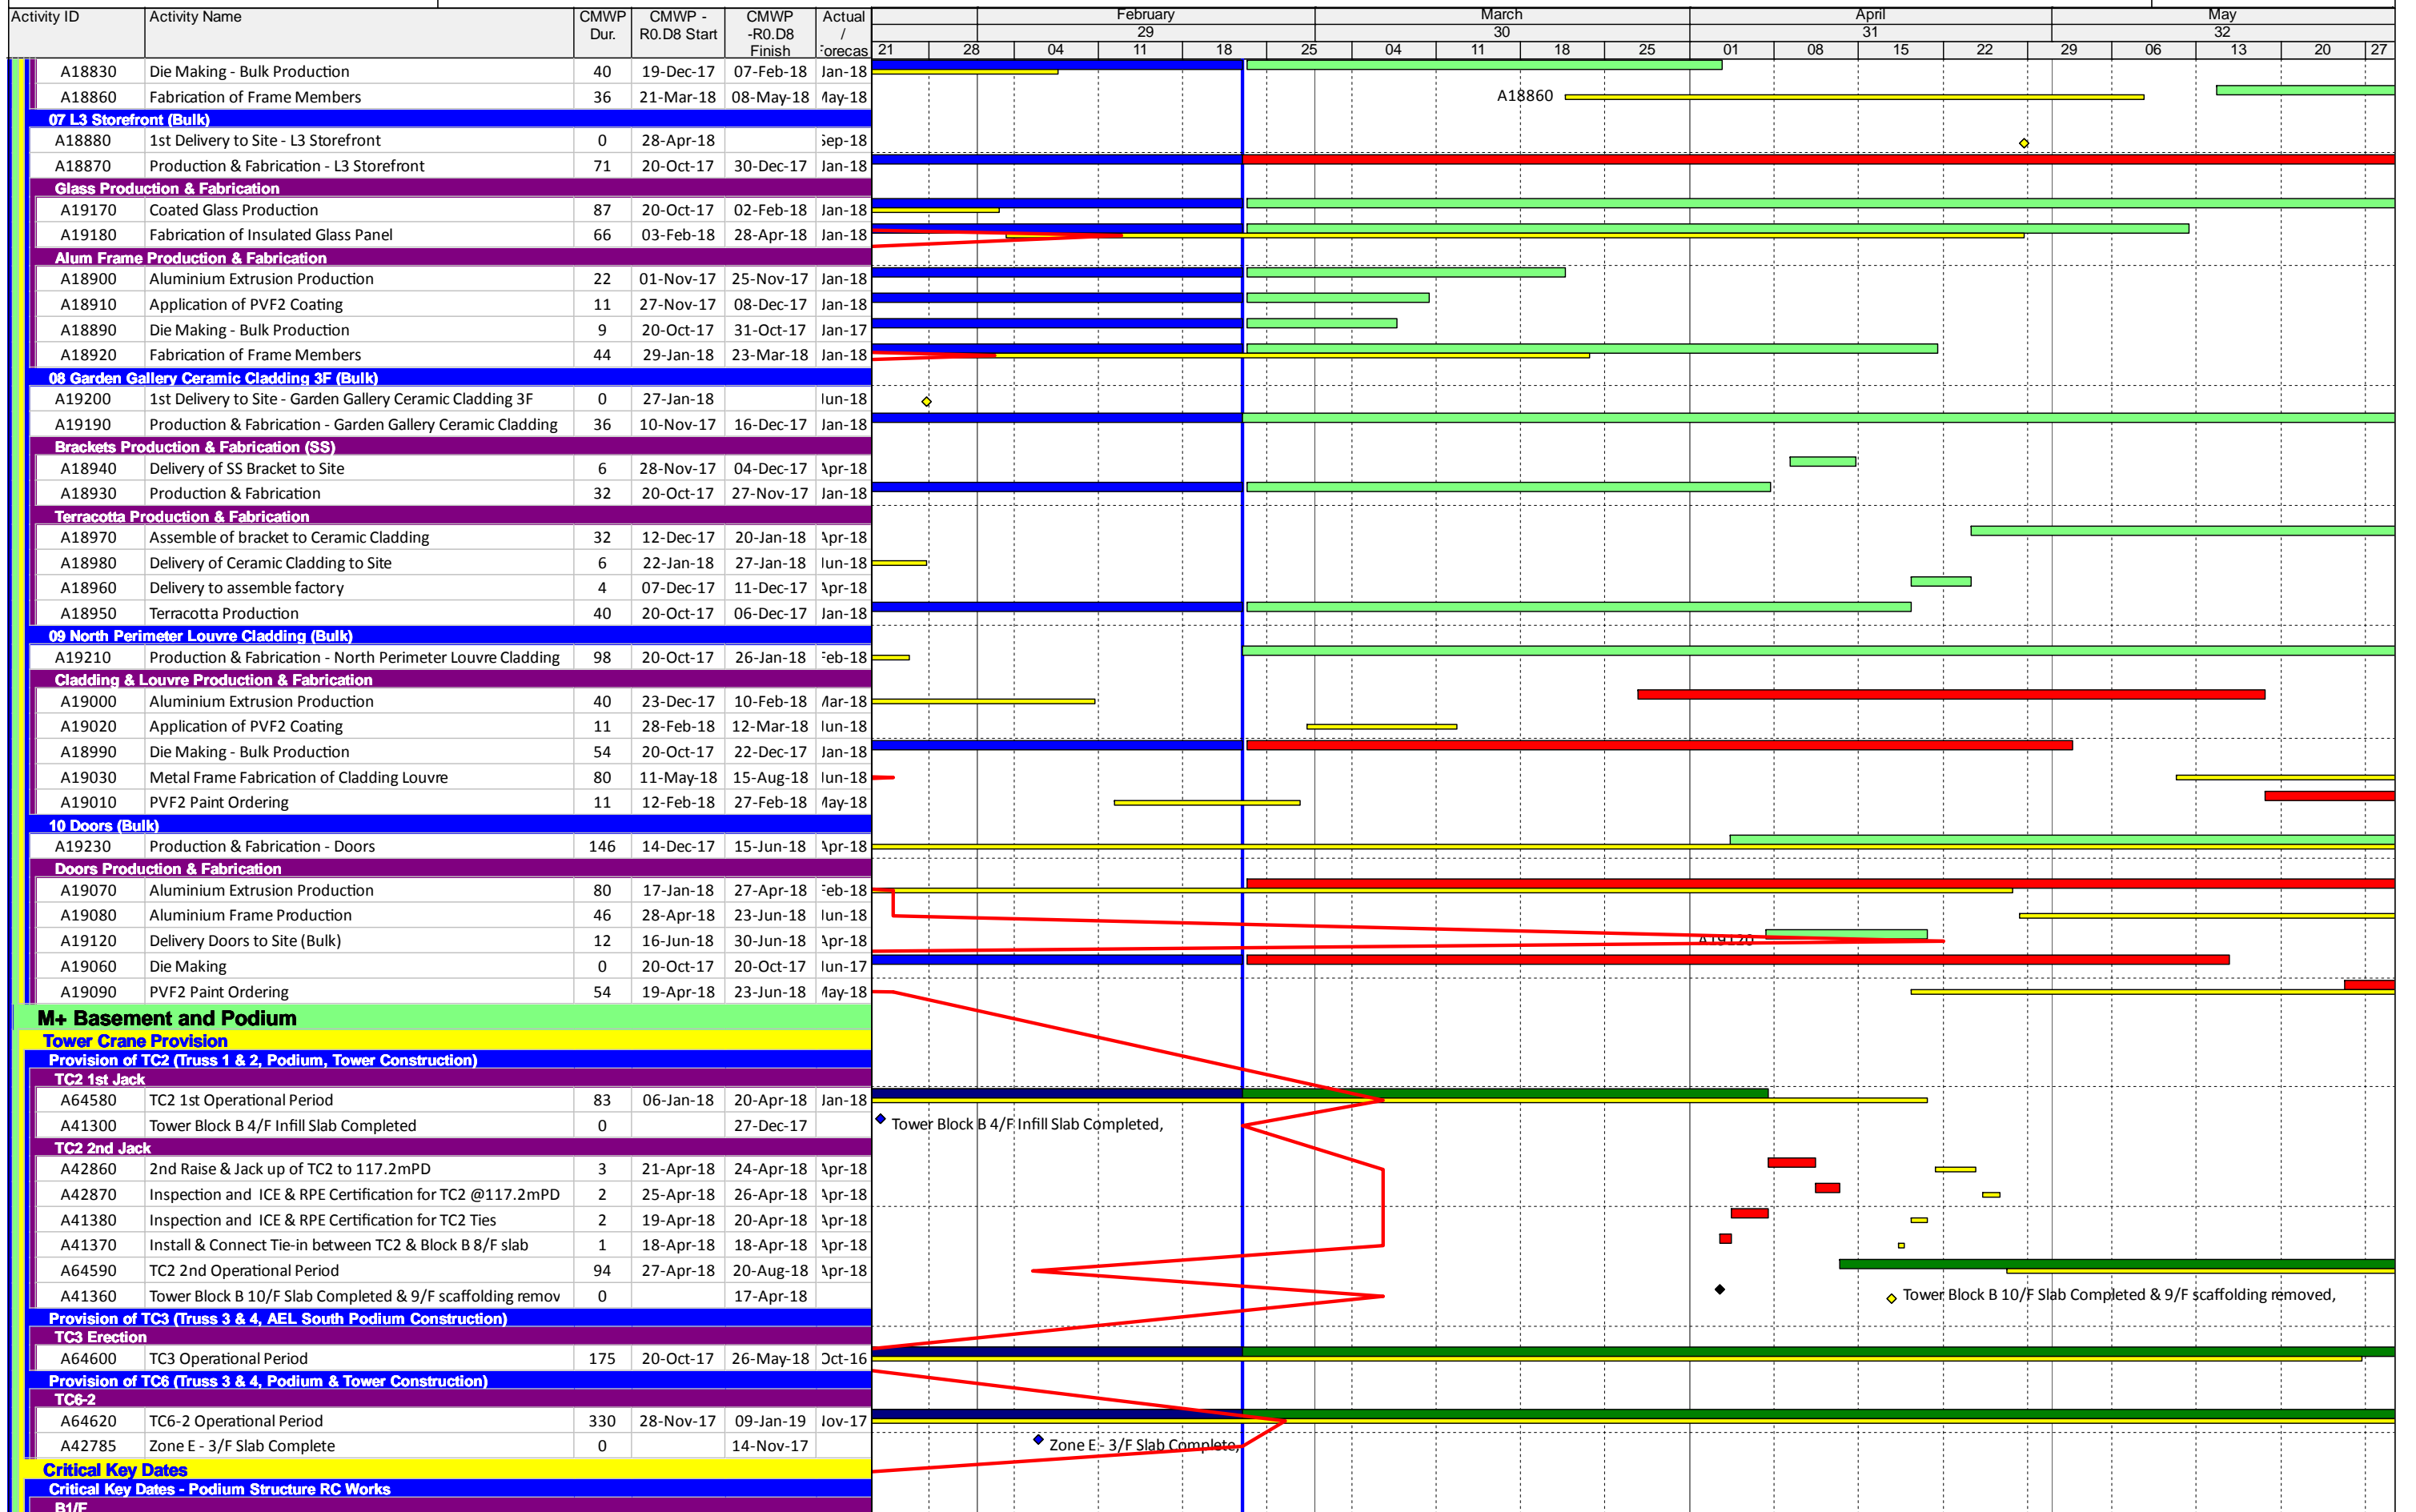 Activity ID Activity Name CMWP Dur. CMWP - R0.D8 Start CMWP -R0.D8 Finish Actual / Forecas February March April May
29 30 31 32
21 28 04 11 18 25 04 11 18 25 01 08 15 22 29 06 13 20 27
A18830 Die Making - Bulk Production 40 19-Dec-17 07-Feb-18 Jan-18
A18860 Fabrication of Frame Members 36 21-Mar-18 08-May-18 May-18 A18860
07 L3 Storefront (Bulk)
A18880 1st Delivery to Site - L3 Storefront 0 28-Apr-18 Sep-18
A18870 Production & Fabrication - L3 Storefront 71 20-Oct-17 30-Dec-17 Jan-18
Glass Production & Fabrication
A19170 Coated Glass Production 87 20-Oct-17 02-Feb-18 Jan-18
A19180 Fabrication of Insulated Glass Panel 66 03-Feb-18 28-Apr-18 Jan-18
Alum Frame Production & Fabrication
A18900 Aluminium Extrusion Production 22 01-Nov-17 25-Nov-17 Jan-18
A18910 Application of PVF2 Coating 11 27-Nov-17 08-Dec-17 Jan-18
A18890 Die Making - Bulk Production 9 20-Oct-17 31-Oct-17 Jan-17
A18920 Fabrication of Frame Members 44 29-Jan-18 23-Mar-18 Jan-18
08 Garden Gallery Ceramic Cladding 3F (Bulk)
A19200 1st Delivery to Site - Garden Gallery Ceramic Cladding 3F 0 27-Jan-18 Jun-18
A19190 Production & Fabrication - Garden Gallery Ceramic Cladding 36 10-Nov-17 16-Dec-17 Jan-18
Brackets Production & Fabrication (SS)
A18940 Delivery of SS Bracket to Site 6 28-Nov-17 04-Dec-17 Apr-18
A18930 Production & Fabrication 32 20-Oct-17 27-Nov-17 Jan-18
Terracotta Production & Fabrication
A18970 Assemble of bracket to Ceramic Cladding 32 12-Dec-17 20-Jan-18 Apr-18
A18980 Delivery of Ceramic Cladding to Site 6 22-Jan-18 27-Jan-18 Jun-18
A18960 Delivery to assemble factory 4 07-Dec-17 11-Dec-17 Apr-18
A18950 Terracotta Production 40 20-Oct-17 06-Dec-17 Jan-18
09 North Perimeter Louvre Cladding (Bulk)
A19210 Production & Fabrication - North Perimeter Louvre Cladding 98 20-Oct-17 26-Jan-18 Feb-18
Cladding & Louvre Production & Fabrication
A19000 Aluminium Extrusion Production 40 23-Dec-17 10-Feb-18 Mar-18
A19020 Application of PVF2 Coating 11 28-Feb-18 12-Mar-18 Jun-18
A18990 Die Making - Bulk Production 54 20-Oct-17 22-Dec-17 Jan-18
A19030 Metal Frame Fabrication of Cladding Louvre 80 11-May-18 15-Aug-18 Jun-18
A19010 PVF2 Paint Ordering 11 12-Feb-18 27-Feb-18 May-18
10 Doors (Bulk)
A19230 Production & Fabrication - Doors 146 14-Dec-17 15-Jun-18 Apr-18
Doors Production & Fabrication
A19070 Aluminium Extrusion Production 80 17-Jan-18 27-Apr-18 Feb-18
A19080 Aluminium Frame Production 46 28-Apr-18 23-Jun-18 Jun-18
A19120 Delivery Doors to Site (Bulk) 12 16-Jun-18 30-Jun-18 Apr-18 A19120
A19060 Die Making 0 20-Oct-17 20-Oct-17 Jun-17
A19090 PVF2 Paint Ordering 54 19-Apr-18 23-Jun-18 May-18
M+ Basement and Podium
Tower Crane Provision
Provision of TC2 (Truss 1 & 2, Podium, Tower Construction)
TC2 1st Jack
A64580 TC2 1st Operational Period 83 06-Jan-18 20-Apr-18 Jan-18
A41300 Tower Block B 4/F Infill Slab Completed 0 27-Dec-17 Tower Block B 4/F Infill Slab Completed,
TC2 2nd Jack
A42860 2nd Raise & Jack up of TC2 to 117.2mPD 3 21-Apr-18 24-Apr-18 Apr-18
A42870 Inspection and ICE & RPE Certification for TC2 @117.2mPD 2 25-Apr-18 26-Apr-18 Apr-18
A41380 Inspection and ICE & RPE Certification for TC2 Ties 2 19-Apr-18 20-Apr-18 Apr-18
A41370 Install & Connect Tie-in between TC2 & Block B 8/F slab 1 18-Apr-18 18-Apr-18 Apr-18
A64590 TC2 2nd Operational Period 94 27-Apr-18 20-Aug-18 Apr-18
A41360 Tower Block B 10/F Slab Completed & 9/F scaffolding remov 0 17-Apr-18 Tower Block B 10/F Slab Completed & 9/F scaffolding removed,
Provision of TC3 (Truss 3 & 4, AEL South Podium Construction)
TC3 Erection
A64600 TC3 Operational Period 175 20-Oct-17 26-May-18 Oct-16
Provision of TC6 (Truss 3 & 4, Podium & Tower Construction)
TC6-2
A64620 TC6-2 Operational Period 330 28-Nov-17 09-Jan-19 Nov-17
A42785 Zone E - 3/F Slab Complete 0 14-Nov-17 Zone E - 3/F Slab Complete,
Critical Key Dates
Critical Key Dates - Podium Structure RC Works
B1/F